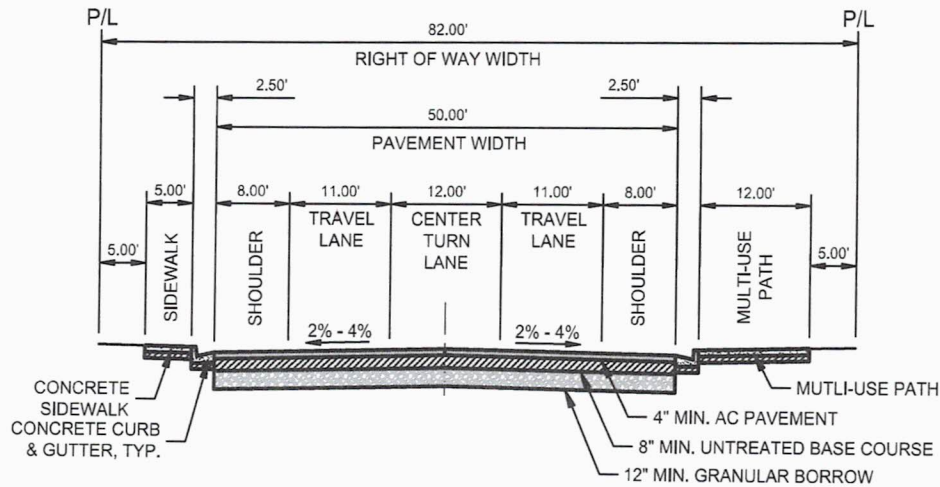 P/L
P/L
82.00'
RIGHT OF WAY WIDTH
2.50'
2.50'
50.00'
PAVEMENT WIDTH
5.00'
8.00'
11.00'
12.00'
11.00'
8.00'
12.00'
TRAVEL
LANE
CENTER
TURN
LANE
TRAVEL
LANE
5.00'
SIDEWALK
SHOULDER
SHOULDER
MULTI-USE
PATH
5.00'
2% - 4%
2% - 4%
CONCRETE
SIDEWALK
CONCRETE CURB
& GUTTER, TYP.
MUTLI-USE PATH
4" MIN. AC PAVEMENT
8" MIN. UNTREATED BASE COURSE
12" MIN. GRANULAR BORROW